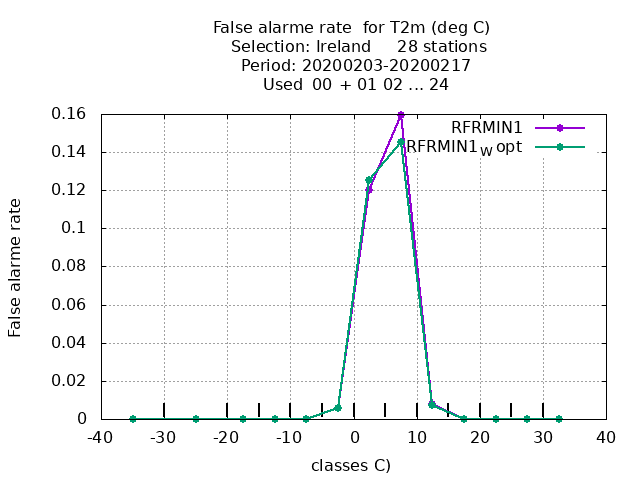 False alarme rate  for T2m (deg C)
Selection: Ireland     28 stations
Period: 20200203-20200217
Used  00 + 01 02 ... 24
False alarme rate
0.16
0.14
0.12
0.1
0.08
0.06
0.04
0.02
0
RFRMIN1
RFRMIN1W opt
-40 -30 -20 -10 0 10 20 30 40
classes C)